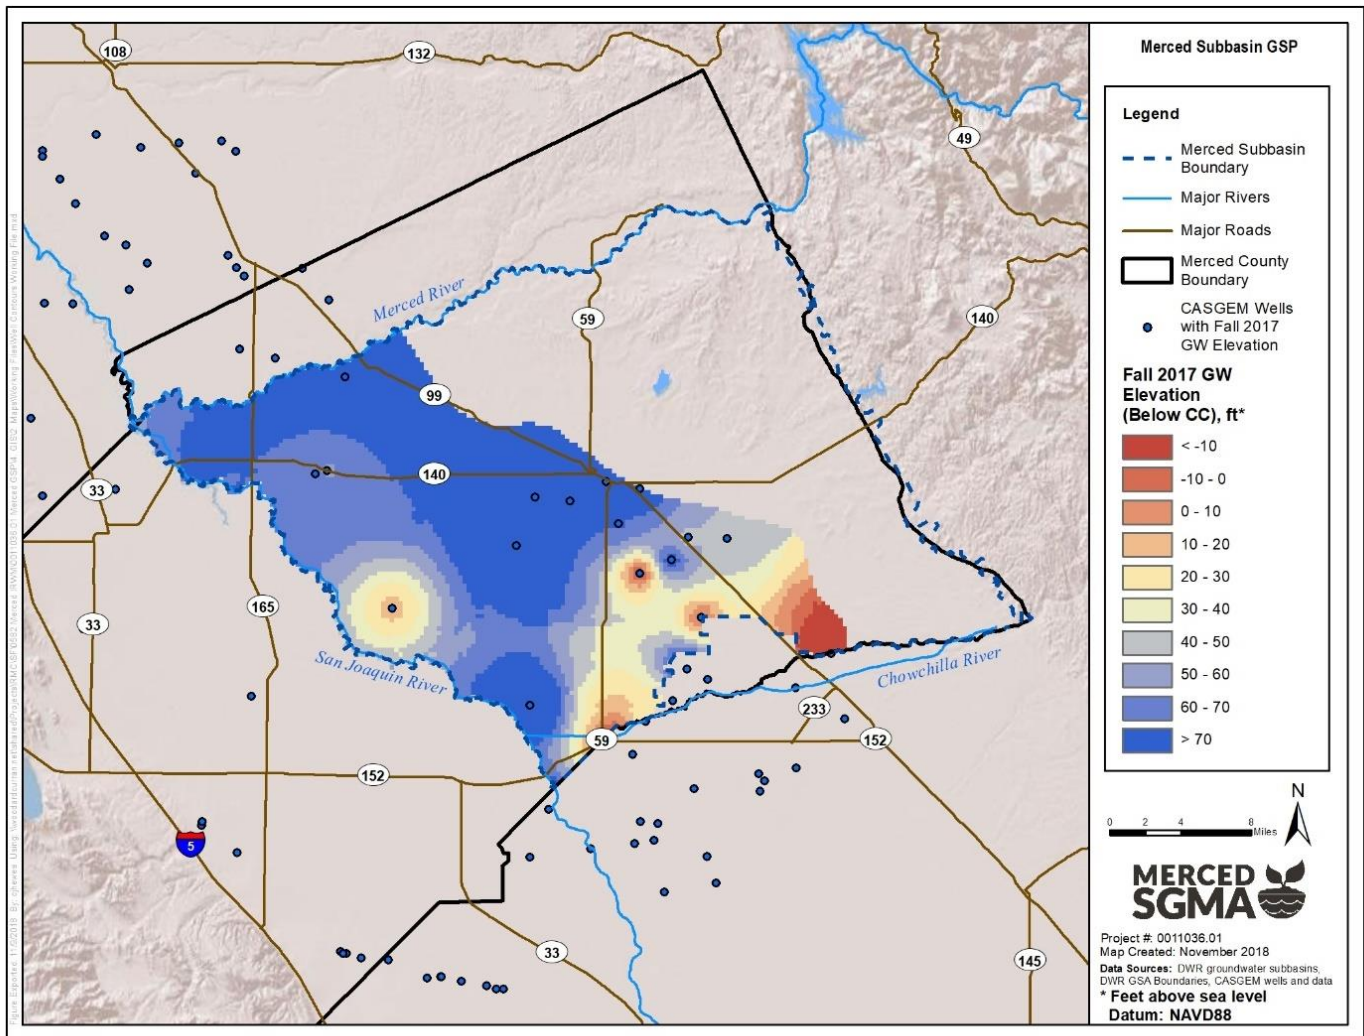 Merced Subbasin GSP
Legend
Merced Subbasin
Boundary
Major Rivers
Major Roads
Merced County
Boundary
CASGEM Wells
with Fall 2017
GW Elevation
Fall 2017 GW
Elevation
(Below CC), ft*
< -10
-10 - 0
0 - 10
10 - 20
20 - 30
30 - 40
40 - 50
50 - 60
60 - 70
> 70
N
0 2 4 8
Miles
MERCED
SGMA
Project #: 0011036.01
Map Created: November 2018
Data Sources: DWR groundwater subbasins,
DWR GSA Boundaries, CASGEM wells and data
* Feet above sea level
Datum: NAVD88
108
132
49
Merced River
59
140
99
140
33
165
33
San Joaquin River
Chowchilla River
233
59
152
152
5
33
145